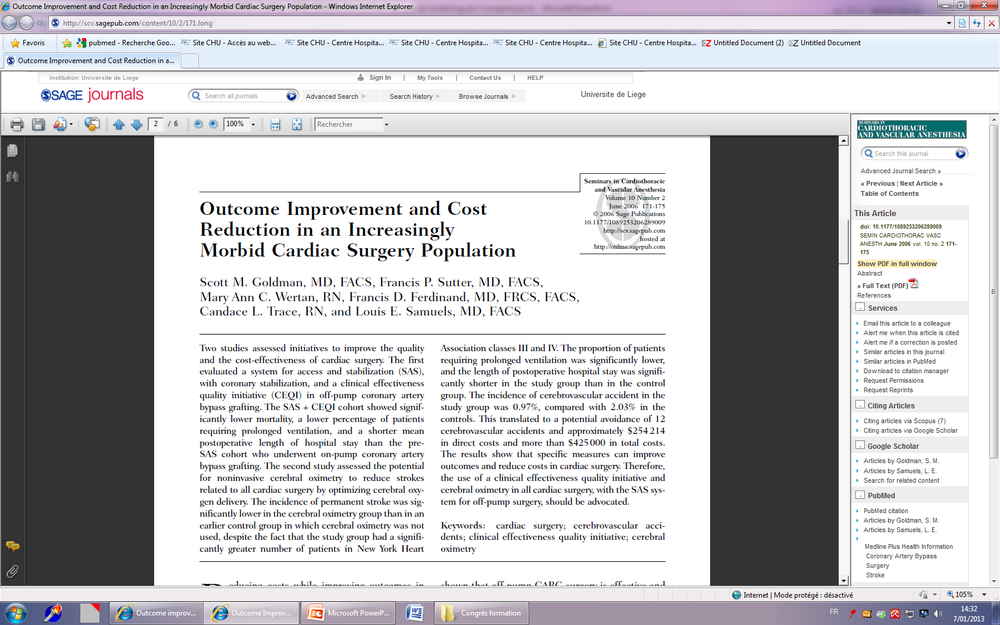 Outcome Improvement and Cost Reduction in an Increasingly Morbid Cardiac Surgery Population - Windows Internet Explorer
http://scv.sagepub.com/content/10/2/171.long
Favoris
pubmed - Recherche Goo...
Site CHU - Accès au web...
Site CHU - Centre Hospita...
Site CHU - Centre Hospita...
Site CHU - Centre Hospita...
Site CHU - Centre Hospita...
Untitled Document (2)
Untitled Document
Outcome Improvement and Cost Reduction in a...
Institution: Universite de Liege
Sign In | My Tools | Contact Us | HELP
SAGE journals
Search all journals
Advanced Search
Search History
Browse Journals
Universite de Liege
2 / 6
100%
Rechercher
Seminars in Cardiothoracic
and Vascular Anesthesia
Volume 10 Number 2
June 2006 171-175
© 2006 Sage Publications
10.1177/1089253206289009
http://scv.sagepub.com
hosted at
http://online.sagepub.com
Outcome Improvement and Cost
Reduction in an Increasingly
Morbid Cardiac Surgery Population
Scott M. Goldman, MD, FACS, Francis P. Sutter, MD, FACS,
Mary Ann C. Wertan, RN, Francis D. Ferdinand, MD, FRCS, FACS,
Candace L. Trace, RN, and Louis E. Samuels, MD, FACS
Two studies assessed initiatives to improve the quality
and the cost-effectiveness of cardiac surgery. The first
evaluated a system for access and stabilization (SAS),
with coronary stabilization, and a clinical effectiveness
quality initiative (CEQI) in off-pump coronary artery
bypass grafting. The SAS + CEQI cohort showed signif-
icantly lower mortality, a lower percentage of patients
requiring prolonged ventilation, and a shorter mean
postoperative length of hospital stay than the pre-
SAS cohort who underwent on-pump coronary artery
bypass grafting. The second study assessed the potential
for noninvasive cerebral oximetry to reduce strokes
related to all cardiac surgery by optimizing cerebral oxy-
gen delivery. The incidence of permanent stroke was sig-
nificantly lower in the cerebral oximetry group than in an
earlier control group in which cerebral oximetry was not
used, despite the fact that the study group had a signifi-
cantly greater number of patients in New York Heart
Association classes III and IV. The proportion of patients
requiring prolonged ventilation was significantly lower,
and the length of postoperative hospital stay was signifi-
cantly shorter in the study group than in the control
group. The incidence of cerebrovascular accident in the
study group was 0.97%, compared with 2.03% in the
controls. This translated to a potential avoidance of 12
cerebrovascular accidents and approximately $254 214
in direct costs and more than $425 000 in total costs.
The results show that specific measures can improve
outcomes and reduce costs in cardiac surgery. Therefore,
the use of a clinical effectiveness quality initiative and
cerebral oximetry in all cardiac surgery, with the SAS sys-
tem for off-pump surgery, should be advocated.
Keywords: cardiac surgery; cerebrovascular acci-
dents; clinical effectiveness quality initiative; cerebral
oximetry
SEMINARS IN
CARDIOTHORACIC
AND VASCULAR ANESTHESIA
Search this journal
Advanced Journal Search »
« Previous | Next Article »
Table of Contents
This Article
doi: 10.1177/1089253206289009
SEMIN CARDIOTHORAC VASC
ANESTH June 2006 vol. 10 no. 2 171-
175
Show PDF in full window
Abstract
» Full Text (PDF)
References
Services
Email this article to a colleague
Alert me when this article is cited
Alert me if a correction is posted
Similar articles in this journal
Similar articles in PubMed
Download to citation manager
Request Permissions
Request Reprints
Citing Articles
Citing articles via Scopus (7)
Citing articles via Google Scholar
Google Scholar
Articles by Goldman, S. M.
Articles by Samuels, L. E.
Search for related content
PubMed
PubMed citation
Articles by Goldman, S. M.
Articles by Samuels, L. E.
Medline Plus Health Information
Coronary Artery Bypass
Surgery
Stroke
Internet | Mode protégé : désactivé
105%
Outcome improv...
Outcome Improv...
Microsoft PowerP...
Congrès formation
FR
14:32
7/01/2013